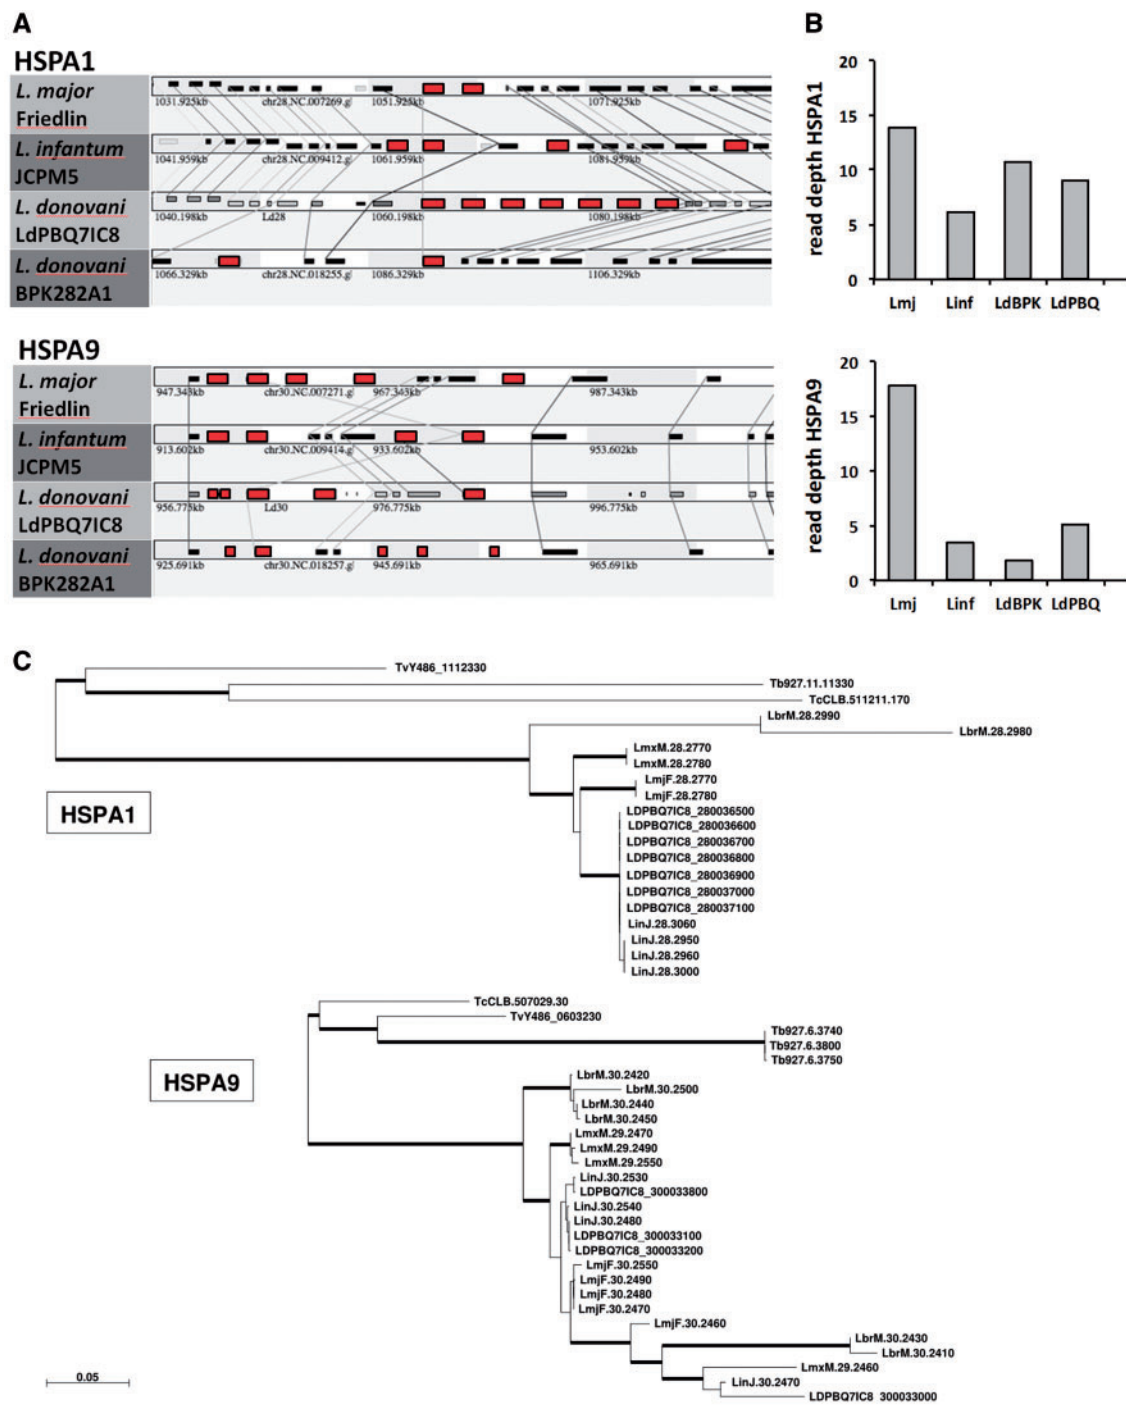 A
HSPA1
L. major
Friedlin
1031.925kb chr28.NC.007269.g/ 1051.925kb 1071.925kb
L. infantum
JCPM5
1041.959kb chr28.NC.009412.g/ 1061.959kb 1081.959kb
L. donovani
LdPBQ7IC8
1040.198kb Ld28 1060.198kb 1080.198kb
L. donovani
BPK282A1
1066.329kb chr28.NC.018255.g/ 1086.329kb 1106.329kb
HSPA9
L. major
Friedlin
947.343kb chr30.NC.007271.g/ 967.343kb 987.343kb
L. infantum
JCPM5
913.602kb chr30.NC.009414.g/ 933.602kb 953.602kb
L. donovani
LdPBQ7IC8
956.775kb Ld30 976.775kb 996.775kb
L. donovani
BPK282A1
925.691kb chr30.NC.018257.g/ 945.691kb 965.691kb
B
read depth HSPA1
20
15
10
5
0
Lmj Linf LdBPK LdPBQ
read depth HSPA9
20
15
10
5
0
Lmj Linf LdBPK LdPBQ
C
TvY486_1112330
Tb927.11.11330
TcCLB.511211.170
LbrM.28.2990
LbrM.28.2980
LmxM.28.2770
LmxM.28.2780
LmjF.28.2770
LmjF.28.2780
LDPBQ7IC8_280036500
LDPBQ7IC8_280036600
LDPBQ7IC8_280036700
LDPBQ7IC8_280036800
LDPBQ7IC8_280036900
LDPBQ7IC8_280037000
LDPBQ7IC8_280037100
LinJ.28.3060
LinJ.28.2950
LinJ.28.2960
LinJ.28.3000
HSPA1
TcCLB.507029.30
TvY486_0603230
Tb927.6.3740
Tb927.6.3800
Tb927.6.3750
HSPA9
LbrM.30.2420
LbrM.30.2500
LbrM.30.2440
LbrM.30.2450
LmxM.29.2470
LmxM.29.2490
LmxM.29.2550
LinJ.30.2530
LDPBQ7IC8_300033800
LinJ.30.2540
LinJ.30.2480
LDPBQ7IC8_300033100
LDPBQ7IC8_300033200
LmjF.30.2550
LmjF.30.2490
LmjF.30.2480
LmjF.30.2470
LmjF.30.2460
LbrM.30.2430
LbrM.30.2410
LmxM.29.2460
LinJ.30.2470
LDPBQ7IC8_300033000
0.05